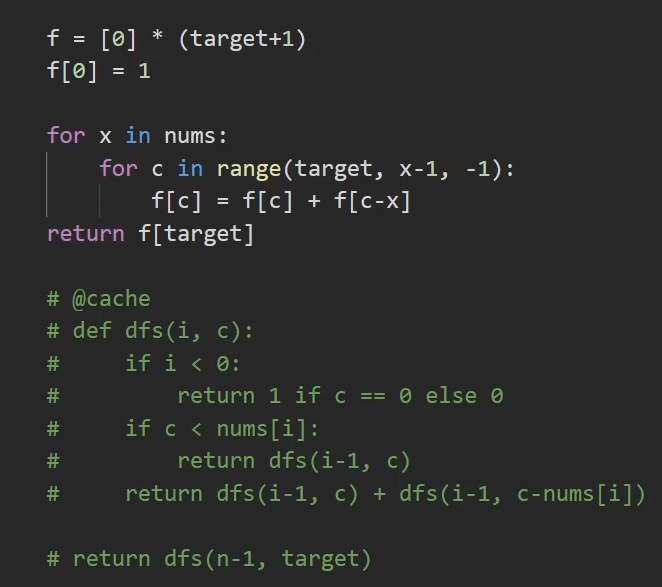 f = [0] * (target+1)
f[0] = 1
for x in nums:
    for c in range(target, x-1, -1):
        f[c] = f[c] + f[c-x]
return f[target]
# @cache
# def dfs(i, c):
#     if i < 0:
#         return 1 if c == 0 else 0
#     if c < nums[i]:
#         return dfs(i-1, c)
#     return dfs(i-1, c) + dfs(i-1, c-nums[i])
# return dfs(n-1, target)